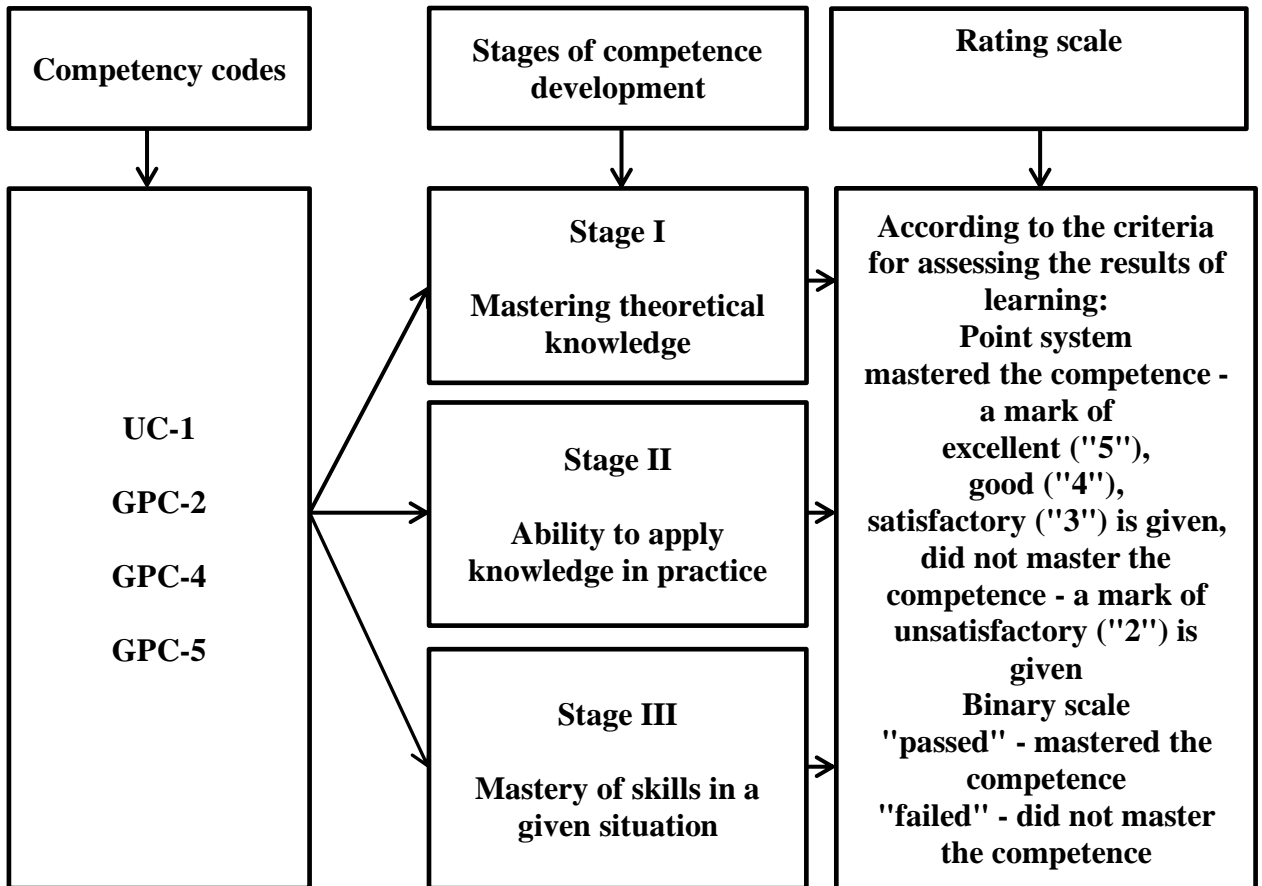 Competency codes
Stages of competence
development
Rating scale
UC-1
GPC-2
GPC-4
GPC-5
Stage I
Mastering theoretical
knowledge
Stage II
Ability to apply
knowledge in practice
Stage III
Mastery of skills in a
given situation
According to the criteria
for assessing the results of
learning:
Point system
mastered the competence -
a mark of
excellent ("5"),
good ("4"),
satisfactory ("3") is given,
did not master the
competence - a mark of
unsatisfactory ("2") is
given
Binary scale
"passed" - mastered the
competence
"failed" - did not master
the competence